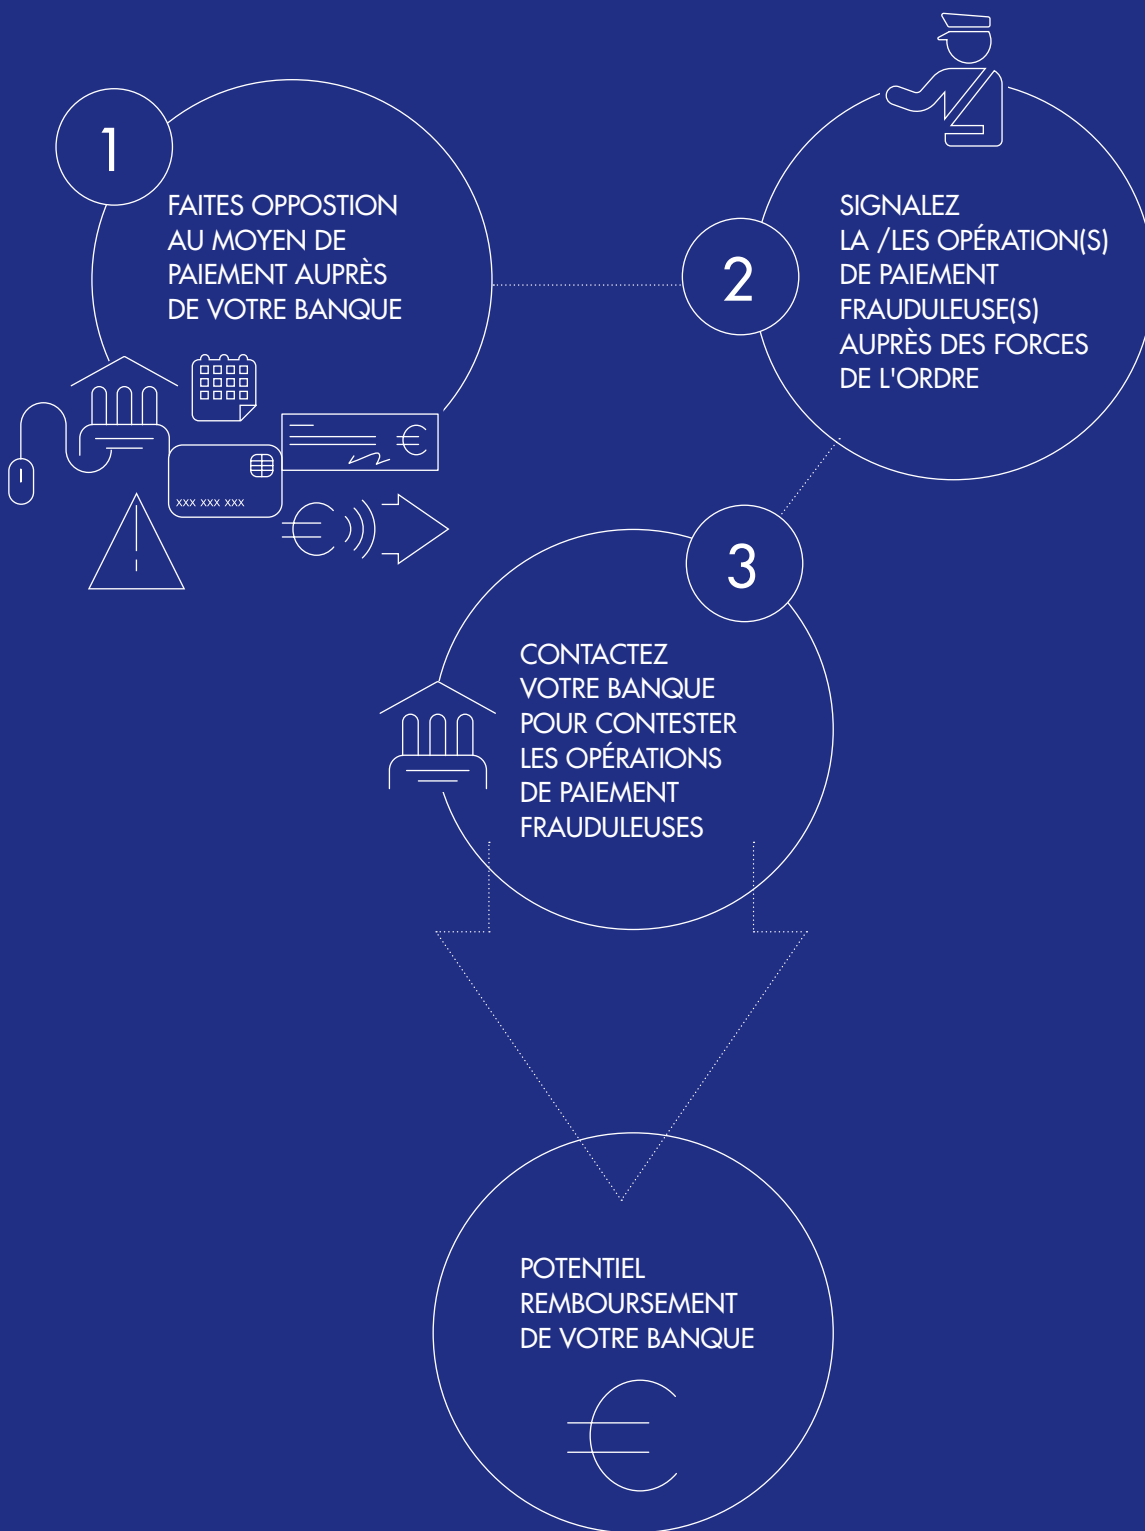 1
FAITES OPPOSTION
AU MOYEN DE
PAIEMENT AUPRÈS
DE VOTRE BANQUE
xxx xxx xxx
2
SIGNALEZ
LA /LES OPÉRATION(S)
DE PAIEMENT
FRAUDULEUSE(S)
AUPRÈS DES FORCES
DE L'ORDRE
3
CONTACTEZ
VOTRE BANQUE
POUR CONTESTER
LES OPÉRATIONS
DE PAIEMENT
FRAUDULEUSES
POTENTIEL
REMBOURSEMENT
DE VOTRE BANQUE